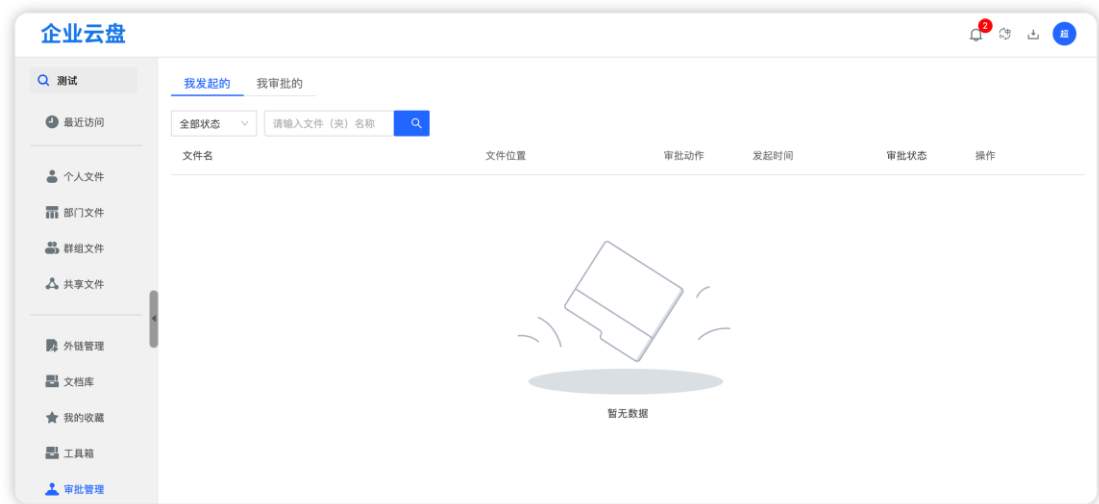 企业云盘
2
超
测试
最近访问
个人文件
部门文件
群组文件
共享文件
外链管理
文档库
我的收藏
工具箱
审批管理
我发起的 我审批的
全部状态 请输入文件（夹）名称
文件名 文件位置 审批动作 发起时间 审批状态 操作
暂无数据